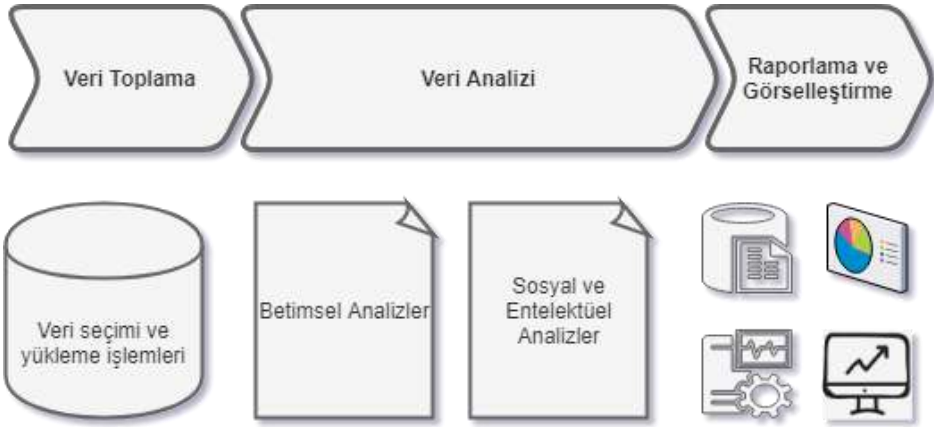 Veri Toplama
Veri Analizi
Raporlama ve
Görselleştirme
Veri seçimi ve
yükleme işlemleri
Betimsel Analizler
Sosyal ve
Entelektüel
Analizler